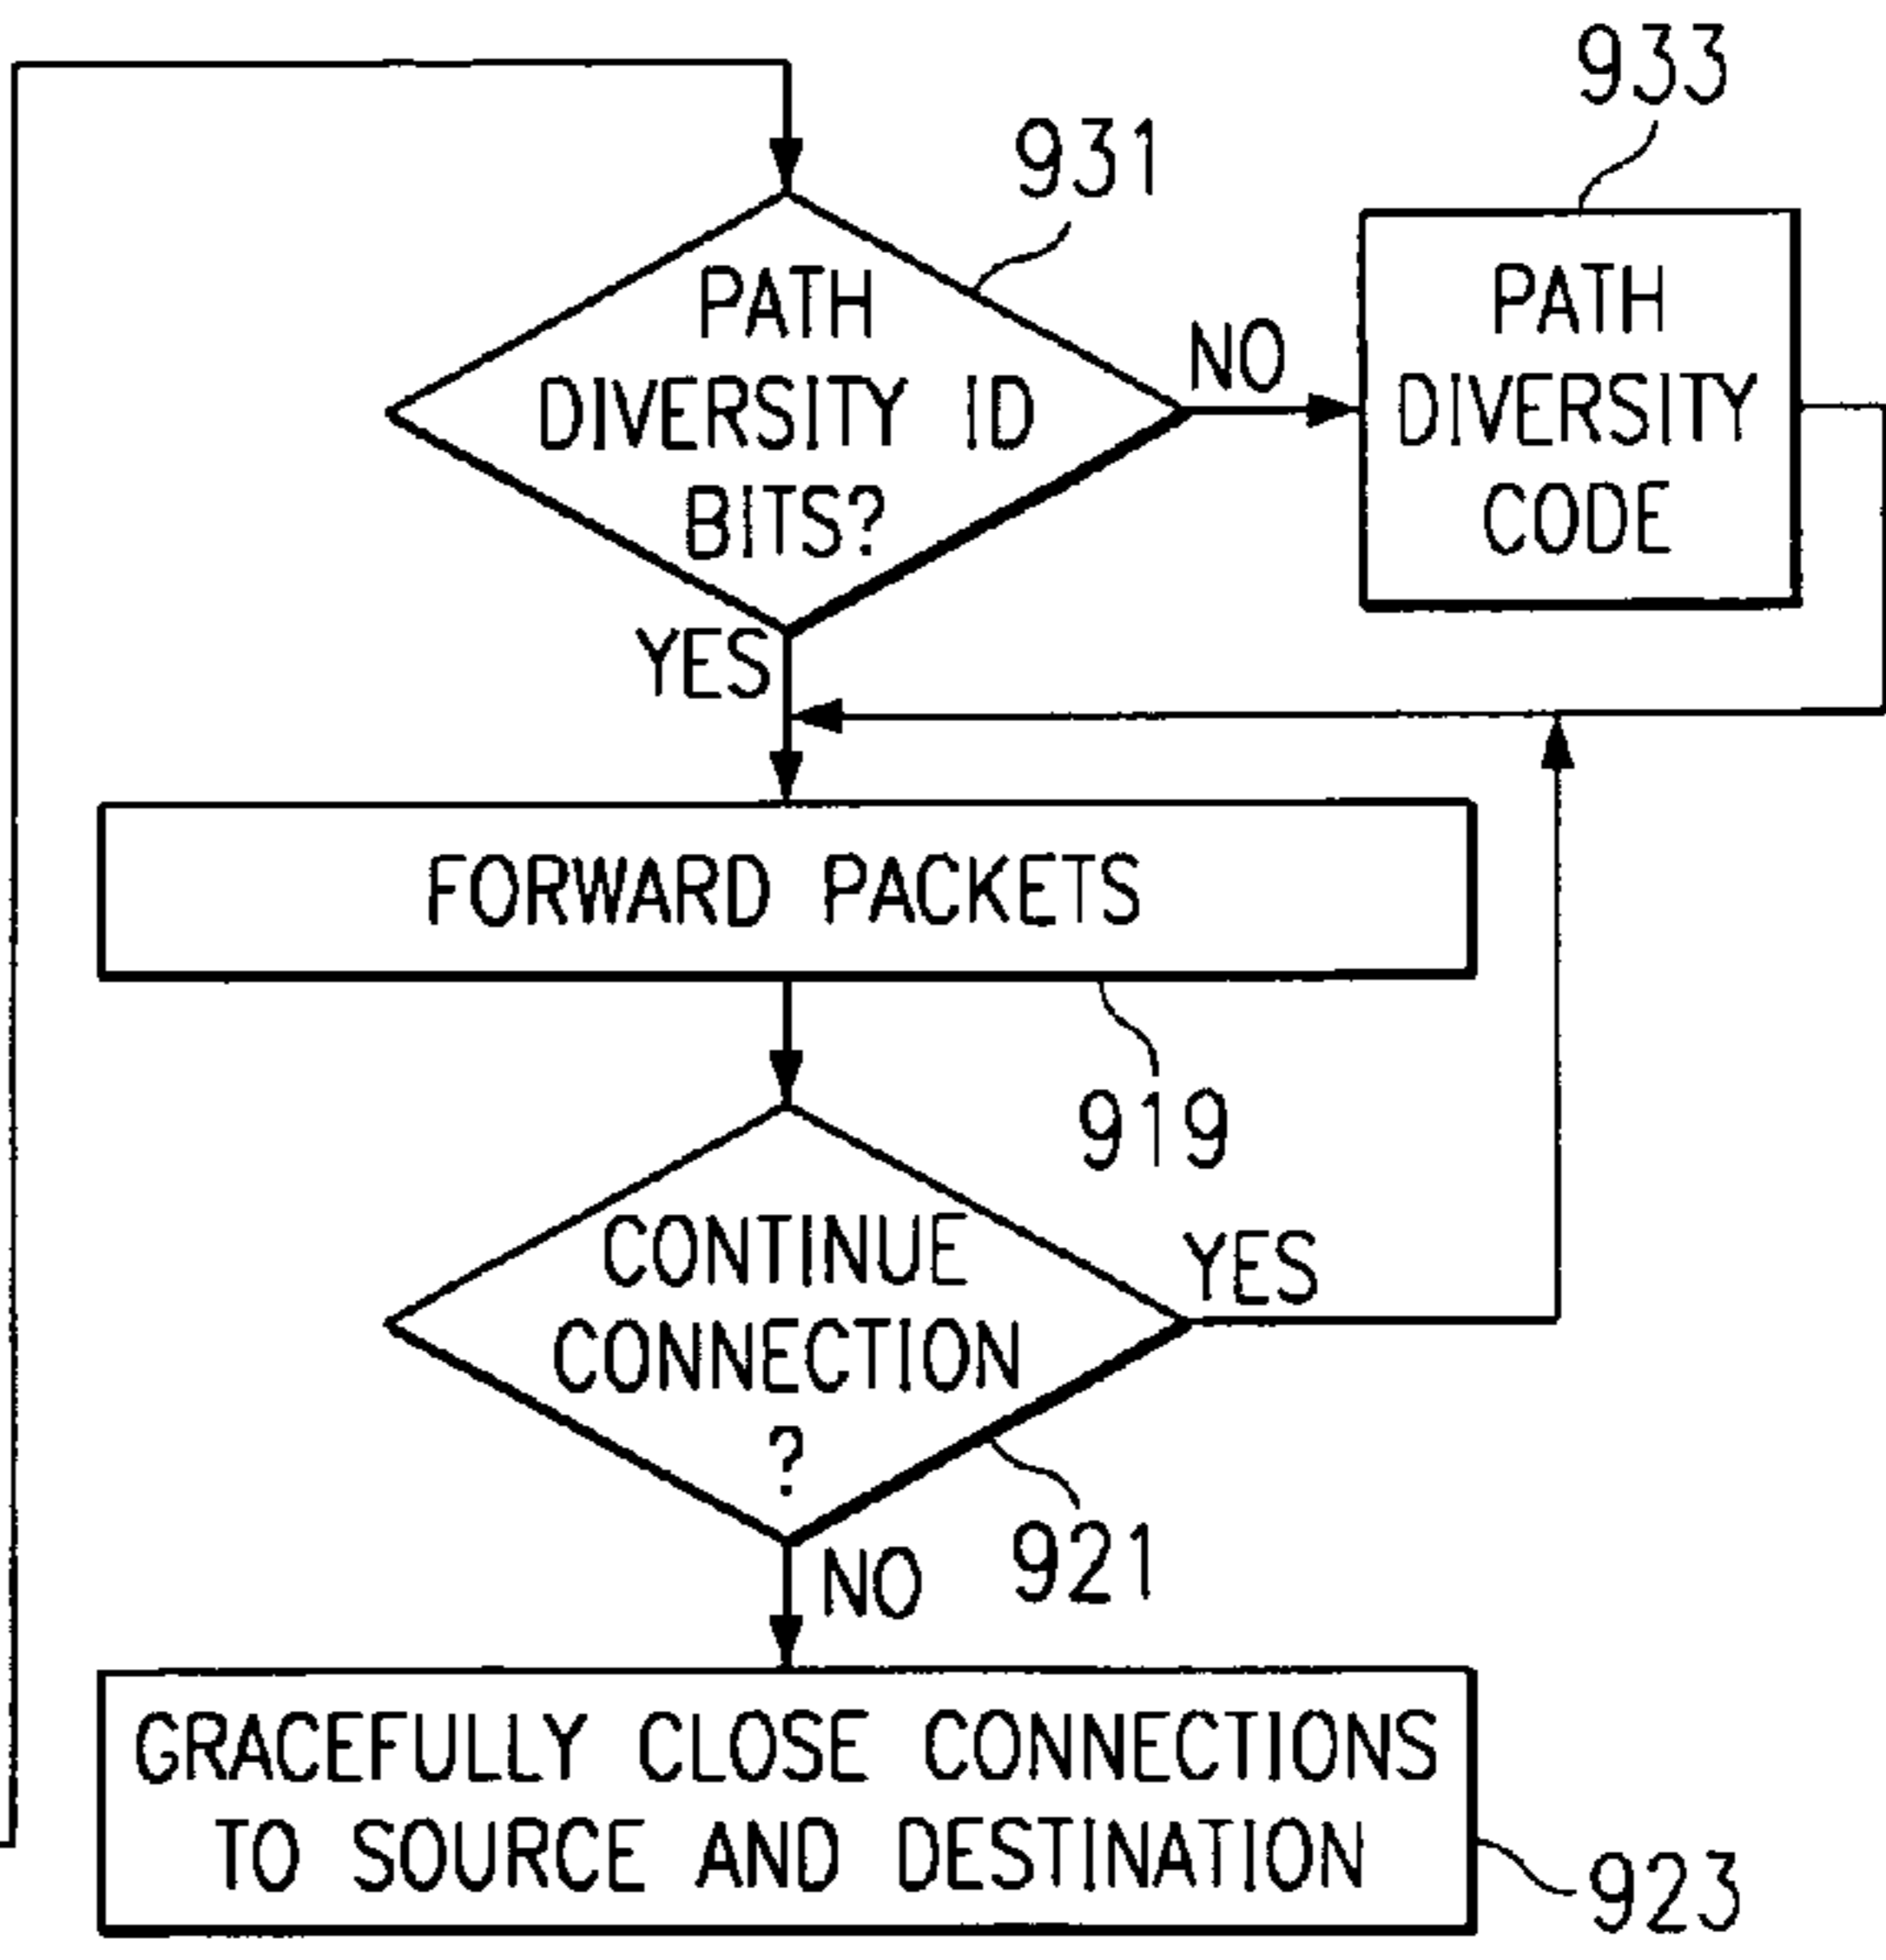 933
931
PATH
DIVERSITY ID
BITS?
NO
PATH
DIVERSITY
CODE
YES
FORWARD PACKETS
919
CONTINUE
CONNECTION
?
YES
921
NO
GRACEFULLY CLOSE CONNECTIONS
TO SOURCE AND DESTINATION
923